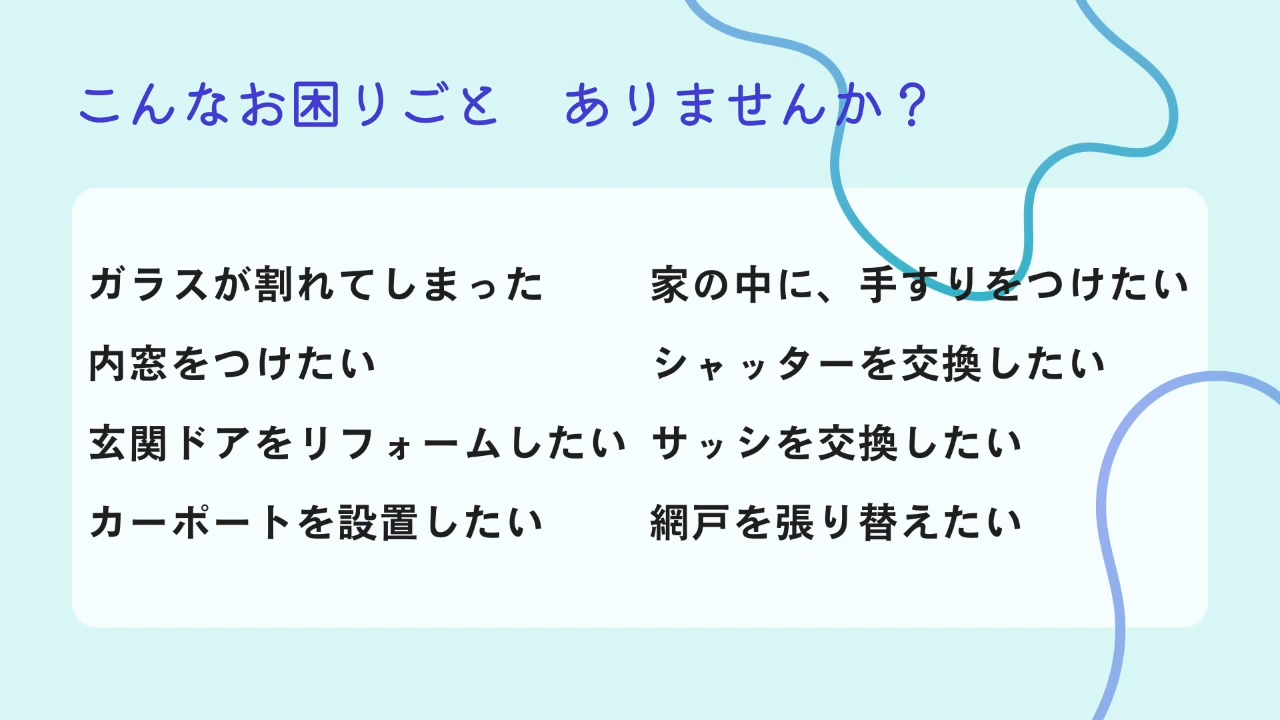 こんなお困りごと　ありませんか？
ガラスが割れてしまった
内窓をつけたい
玄関ドアをリフォームしたい
カーポートを設置したい
家の中に、手すりをつけたい
シャッターを交換したい
サッシを交換したい
網戸を張り替えたい